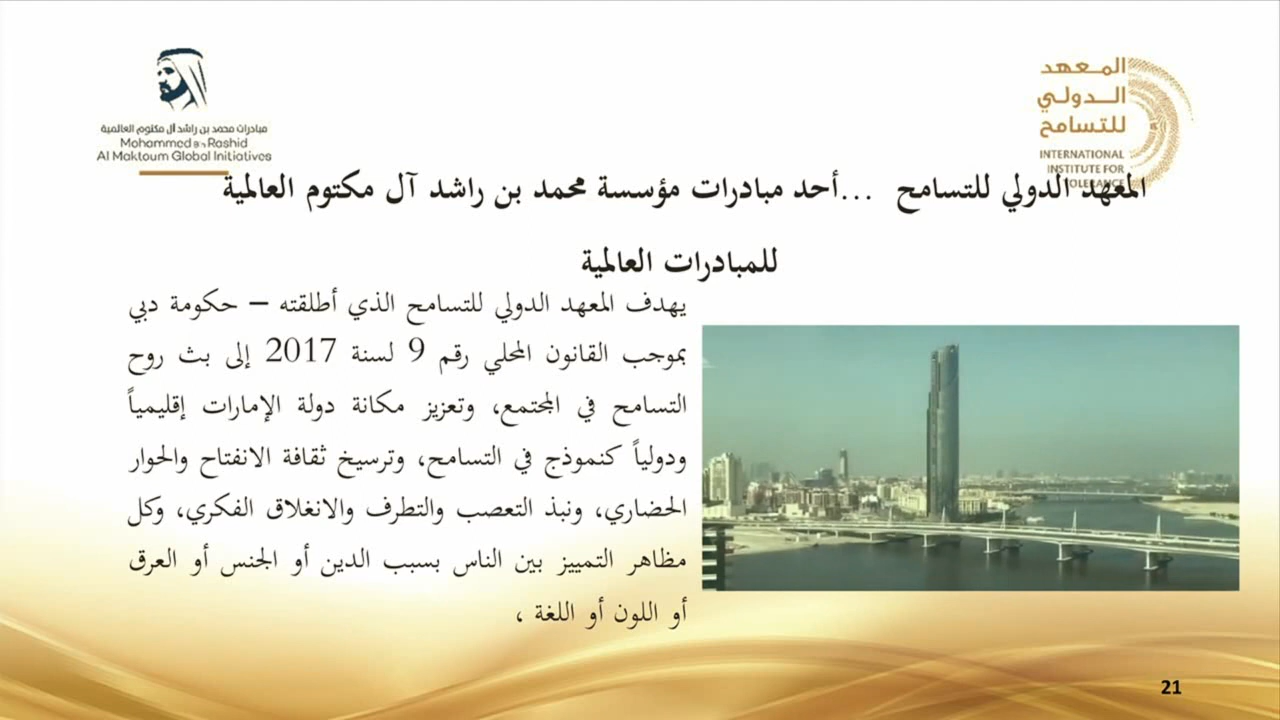 مبادرات محمد بن راشد آل مكتوم العالمية
Mohammed Bin Rashid
Al Maktoum Global Initiatives
المعهد
الدولي
للتسامح
INTERNATIONAL
INSTITUTE FOR
TOLERANCE
المعهد الدولي للتسامح ...أحد مبادرات مؤسسة محمد بن راشد آل مكتوم العالمية
للمبادرات العالمية
يهدف المعهد الدولي للتسامح الذي أطلقته – حكومة دبي
بموجب القانون المحلي رقم 9 لسنة 2017 إلى بث روح
التسامح في المجتمع، وتعزيز مكانة دولة الإمارات إقليمياً
ودولياً كنموذج في التسامح، وترسيخ ثقافة الانفتاح والحوار
الحضاري، ونبذ التعصب والتطرف والانغلاق الفكري، وكل
مظاهر التمييز بين الناس بسبب الدين أو الجنس أو العرق
أو اللون أو اللغة ،
21